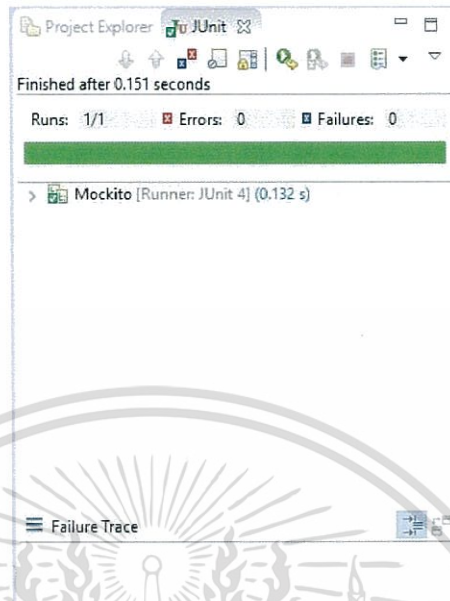 Project Explorer JUnit
Finished after 0.151 seconds
Runs: 1/1 Errors: 0 Failures: 0
Mockito [Runner: JUnit 4] (0.132 s)
Failure Trace